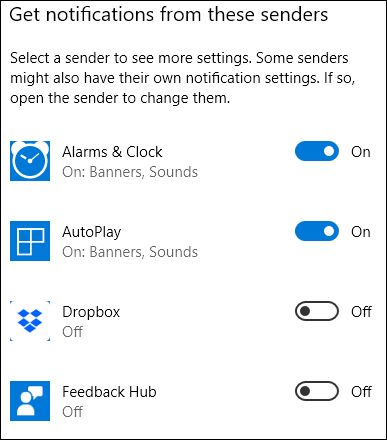 Get notifications from these senders
Select a sender to see more settings. Some senders
might also have their own notification settings. If so,
open the sender to change them.
Alarms & Clock
On
On: Banners, Sounds
AutoPlay
On
On: Banners, Sounds
Dropbox
Off
Off
Feedback Hub
Off
Off